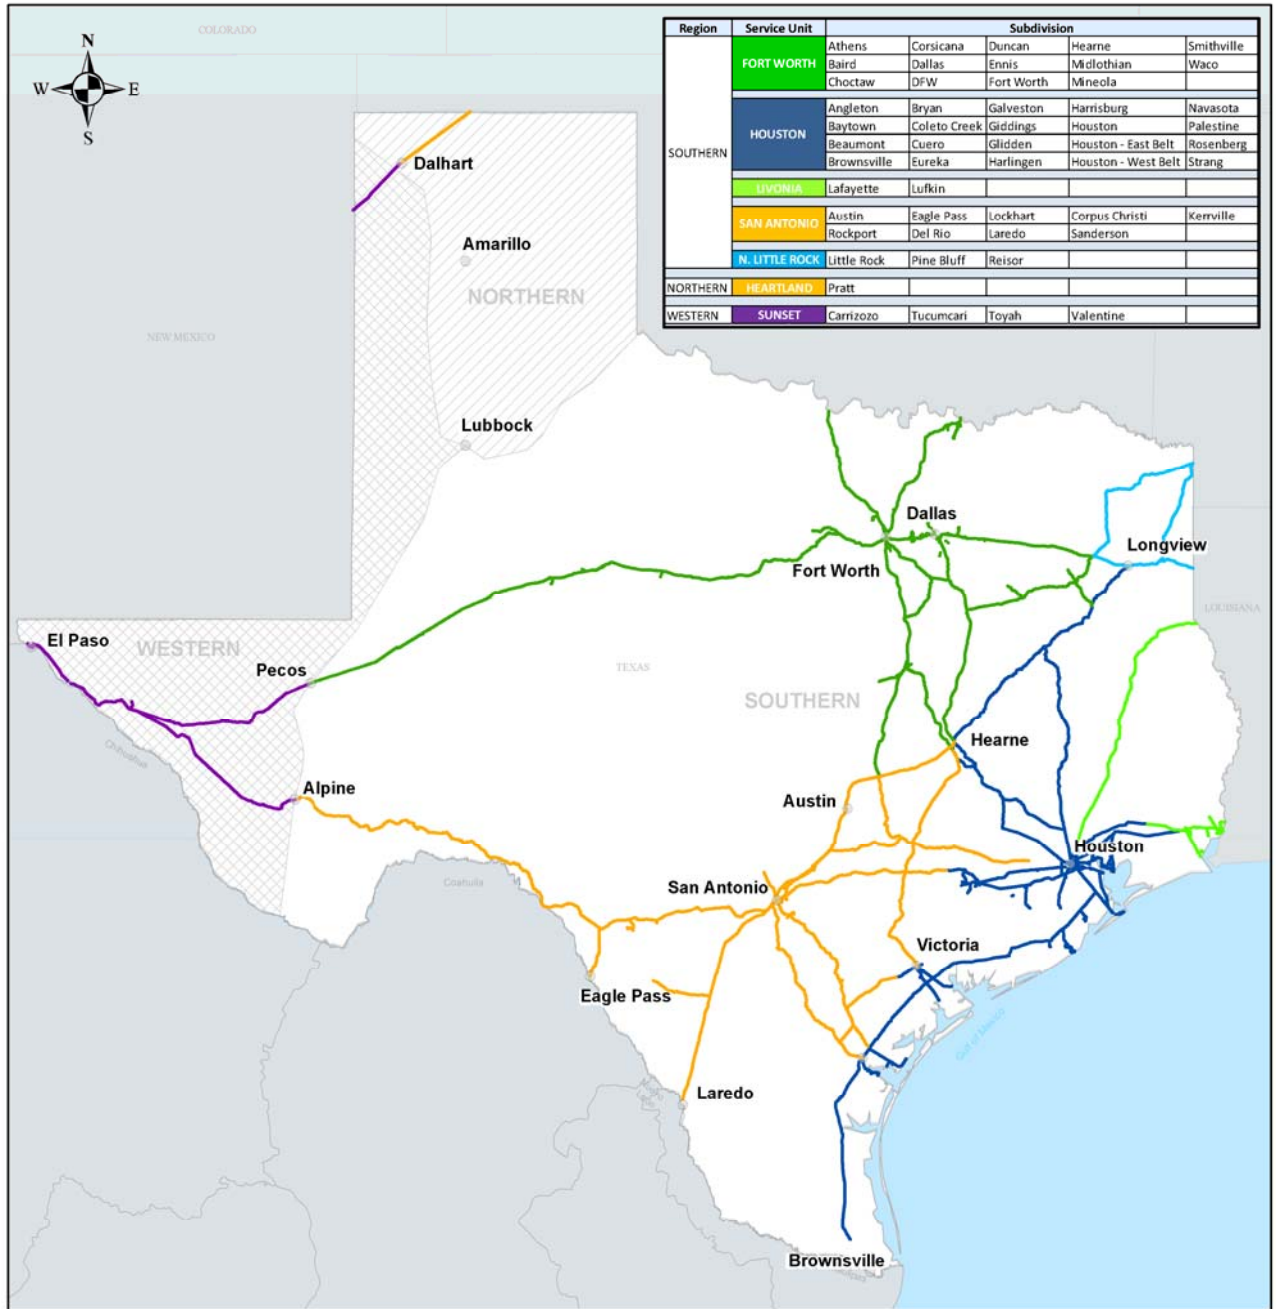 COLORADO
N
W E
S
Region Service Unit Subdivision
SOUTHERN
FORT WORTH
Athens Corsicana Duncan Hearne Smithville
Baird Dallas Ennis Midlothian Waco
Choctaw DFW Fort Worth Mineola
HOUSTON
Angleton Bryan Galveston Harrisburg Navasota
Baytown Coleto Creek Giddings Houston Palestine
Beaumont Cuero Glidden Houston - East Belt Rosenberg
Brownsville Eureka Harlingen Houston - West Belt Strang
LIVONIA Lafayette Lufkin
SAN ANTONIO
Austin Eagle Pass Lockhart Corpus Christi Kerrville
Rockport Del Rio Laredo Sanderson
N. LITTLE ROCK Little Rock Pine Bluff Reisor
NORTHERN HEARTLAND Pratt
WESTERN SUNSET Carrizozo Tucumcari Toyah Valentine
Dalhart
Amarillo
NORTHERN
NEW MEXICO
Lubbock
Dallas
Longview
Fort Worth
LOUISIANA
El Paso
WESTERN
Pecos
TEXAS
SOUTHERN
Hearne
Chihuahua
Alpine
Austin
Houston
Coahuila
San Antonio
Victoria
Eagle Pass
Gulf of Mexico
Laredo
Brownsville